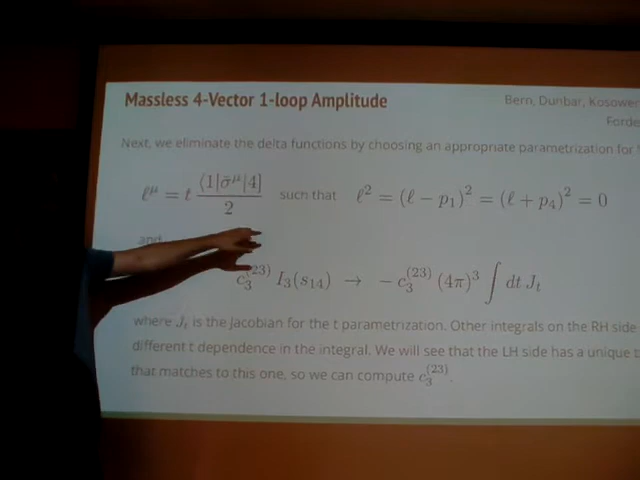 Massless 4-Vector 1-loop Amplitude
Bern, Dunbar, Kosower
Forde
Next, we eliminate the delta functions by choosing an appropriate parametrization for
ℓ^μ = t ⟨1|σ̄^μ|4] / 2 such that ℓ² = (ℓ − p₁)² = (ℓ + p₄)² = 0
and
c₃^(23) I₃(s₁₄) → − c₃^(23) (4π)³ ∫ dt J_t
where J_t is the Jacobian for the t parametrization. Other integrals on the RH side
different t dependence in the integral. We will see that the LH side has a unique t
that matches to this one, so we can compute c₃^(23).